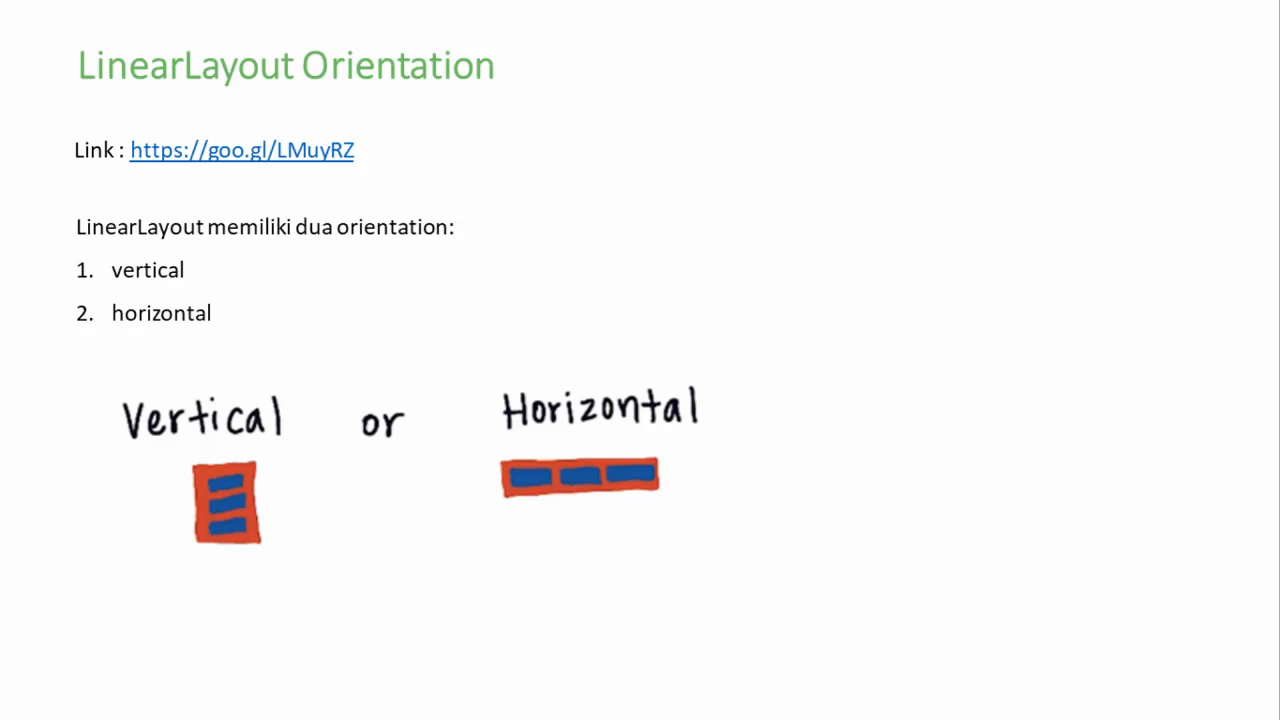 LinearLayout Orientation
Link : https://goo.gl/LMuyRZ
LinearLayout memiliki dua orientation:
1. vertical
2. horizontal
Vertical or Horizontal